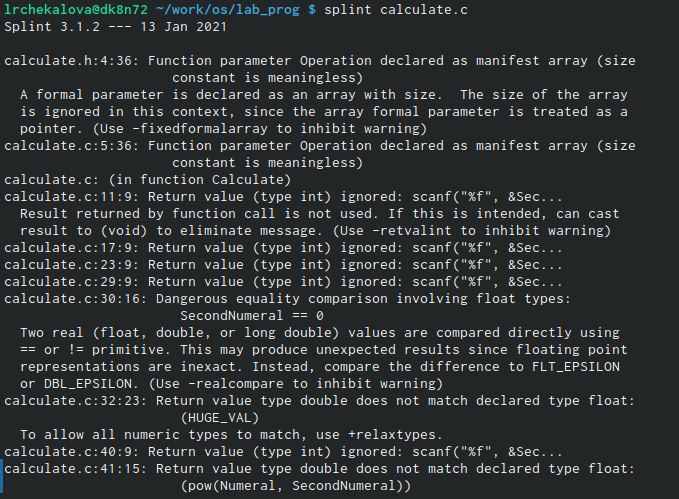 lrchekalova@dk8n72 ~/work/os/lab_prog $ splint calculate.c
Splint 3.1.2 --- 13 Jan 2021
calculate.h:4:36: Function parameter Operation declared as manifest array (size
constant is meaningless)
A formal parameter is declared as an array with size.  The size of the array
is ignored in this context, since the array formal parameter is treated as a
pointer. (Use -fixedformalarray to inhibit warning)
calculate.c:5:36: Function parameter Operation declared as manifest array (size
constant is meaningless)
calculate.c: (in function Calculate)
calculate.c:11:9: Return value (type int) ignored: scanf("%f", &Sec...
Result returned by function call is not used. If this is intended, can cast
result to (void) to eliminate message. (Use -retvalint to inhibit warning)
calculate.c:17:9: Return value (type int) ignored: scanf("%f", &Sec...
calculate.c:23:9: Return value (type int) ignored: scanf("%f", &Sec...
calculate.c:29:9: Return value (type int) ignored: scanf("%f", &Sec...
calculate.c:30:16: Dangerous equality comparison involving float types:
SecondNumeral == 0
Two real (float, double, or long double) values are compared directly using
== or != primitive. This may produce unexpected results since floating point
representations are inexact. Instead, compare the difference to FLT_EPSILON
or DBL_EPSILON. (Use -realcompare to inhibit warning)
calculate.c:32:23: Return value type double does not match declared type float:
(HUGE_VAL)
To allow all numeric types to match, use +relaxtypes.
calculate.c:40:9: Return value (type int) ignored: scanf("%f", &Sec...
calculate.c:41:15: Return value type double does not match declared type float:
(pow(Numeral, SecondNumeral))